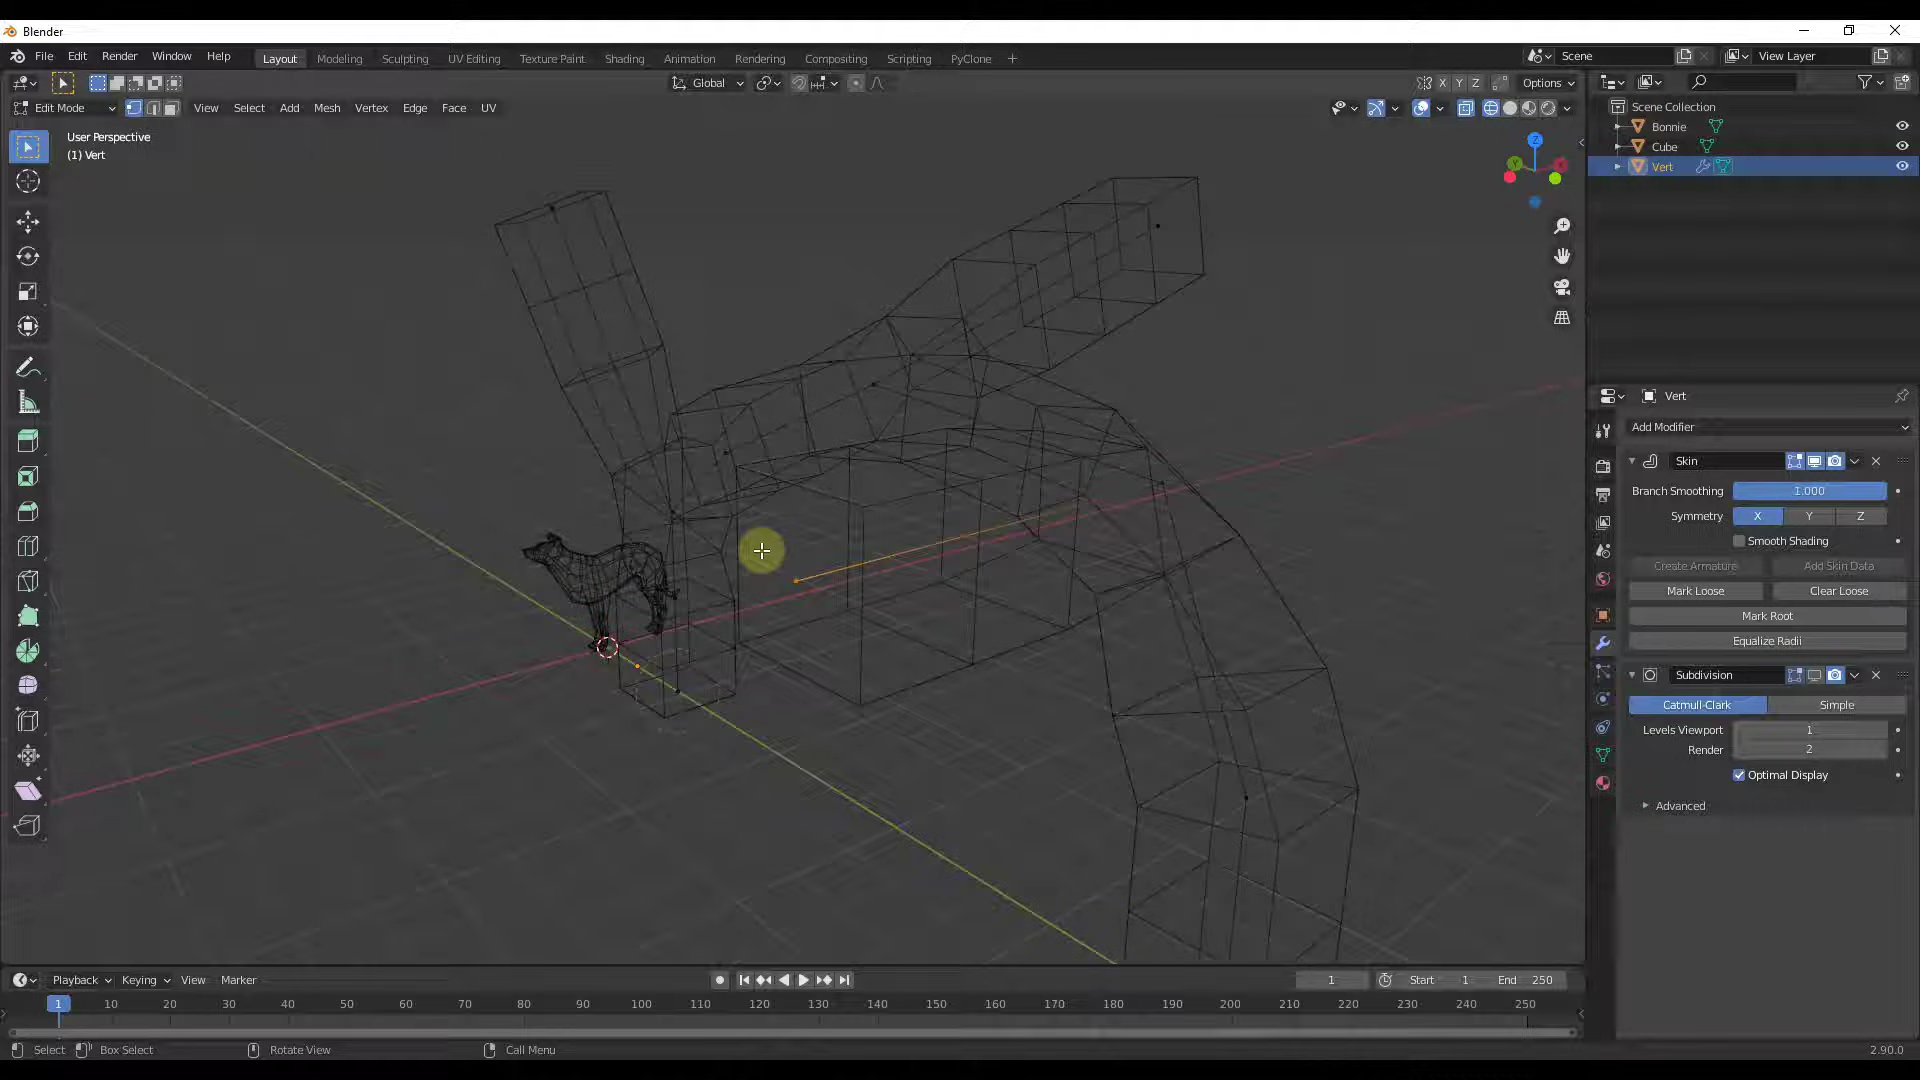 Blender
File Edit Render Window Help
Layout Modeling Sculpting UV Editing Texture Paint Shading Animation Rendering Compositing Scripting PyClone +
Scene
View Layer
Global
X Y Z
Options
Edit Mode
View Select Add Mesh Vertex Edge Face UV
User Perspective
(1) Vert
Z
Y
X
Scene Collection
Bonnie
Cube
Vert
Vert
Add Modifier
Skin
Branch Smoothing 1.000
Symmetry X Y Z
Smooth Shading
Create Armature Add Skin Data
Mark Loose Clear Loose
Mark Root
Equalize Radii
Subdivision
Catmull-Clark Simple
Levels Viewport 1
Render 2
Optimal Display
Advanced
Playback Keying View Marker
1 Start 1 End 250
1 10 20 30 40 50 60 70 80 90 100 110 120 130 140 150 160 170 180 190 200 210 220 230 240 250
Select Box Select Rotate View Call Menu
2.90.0